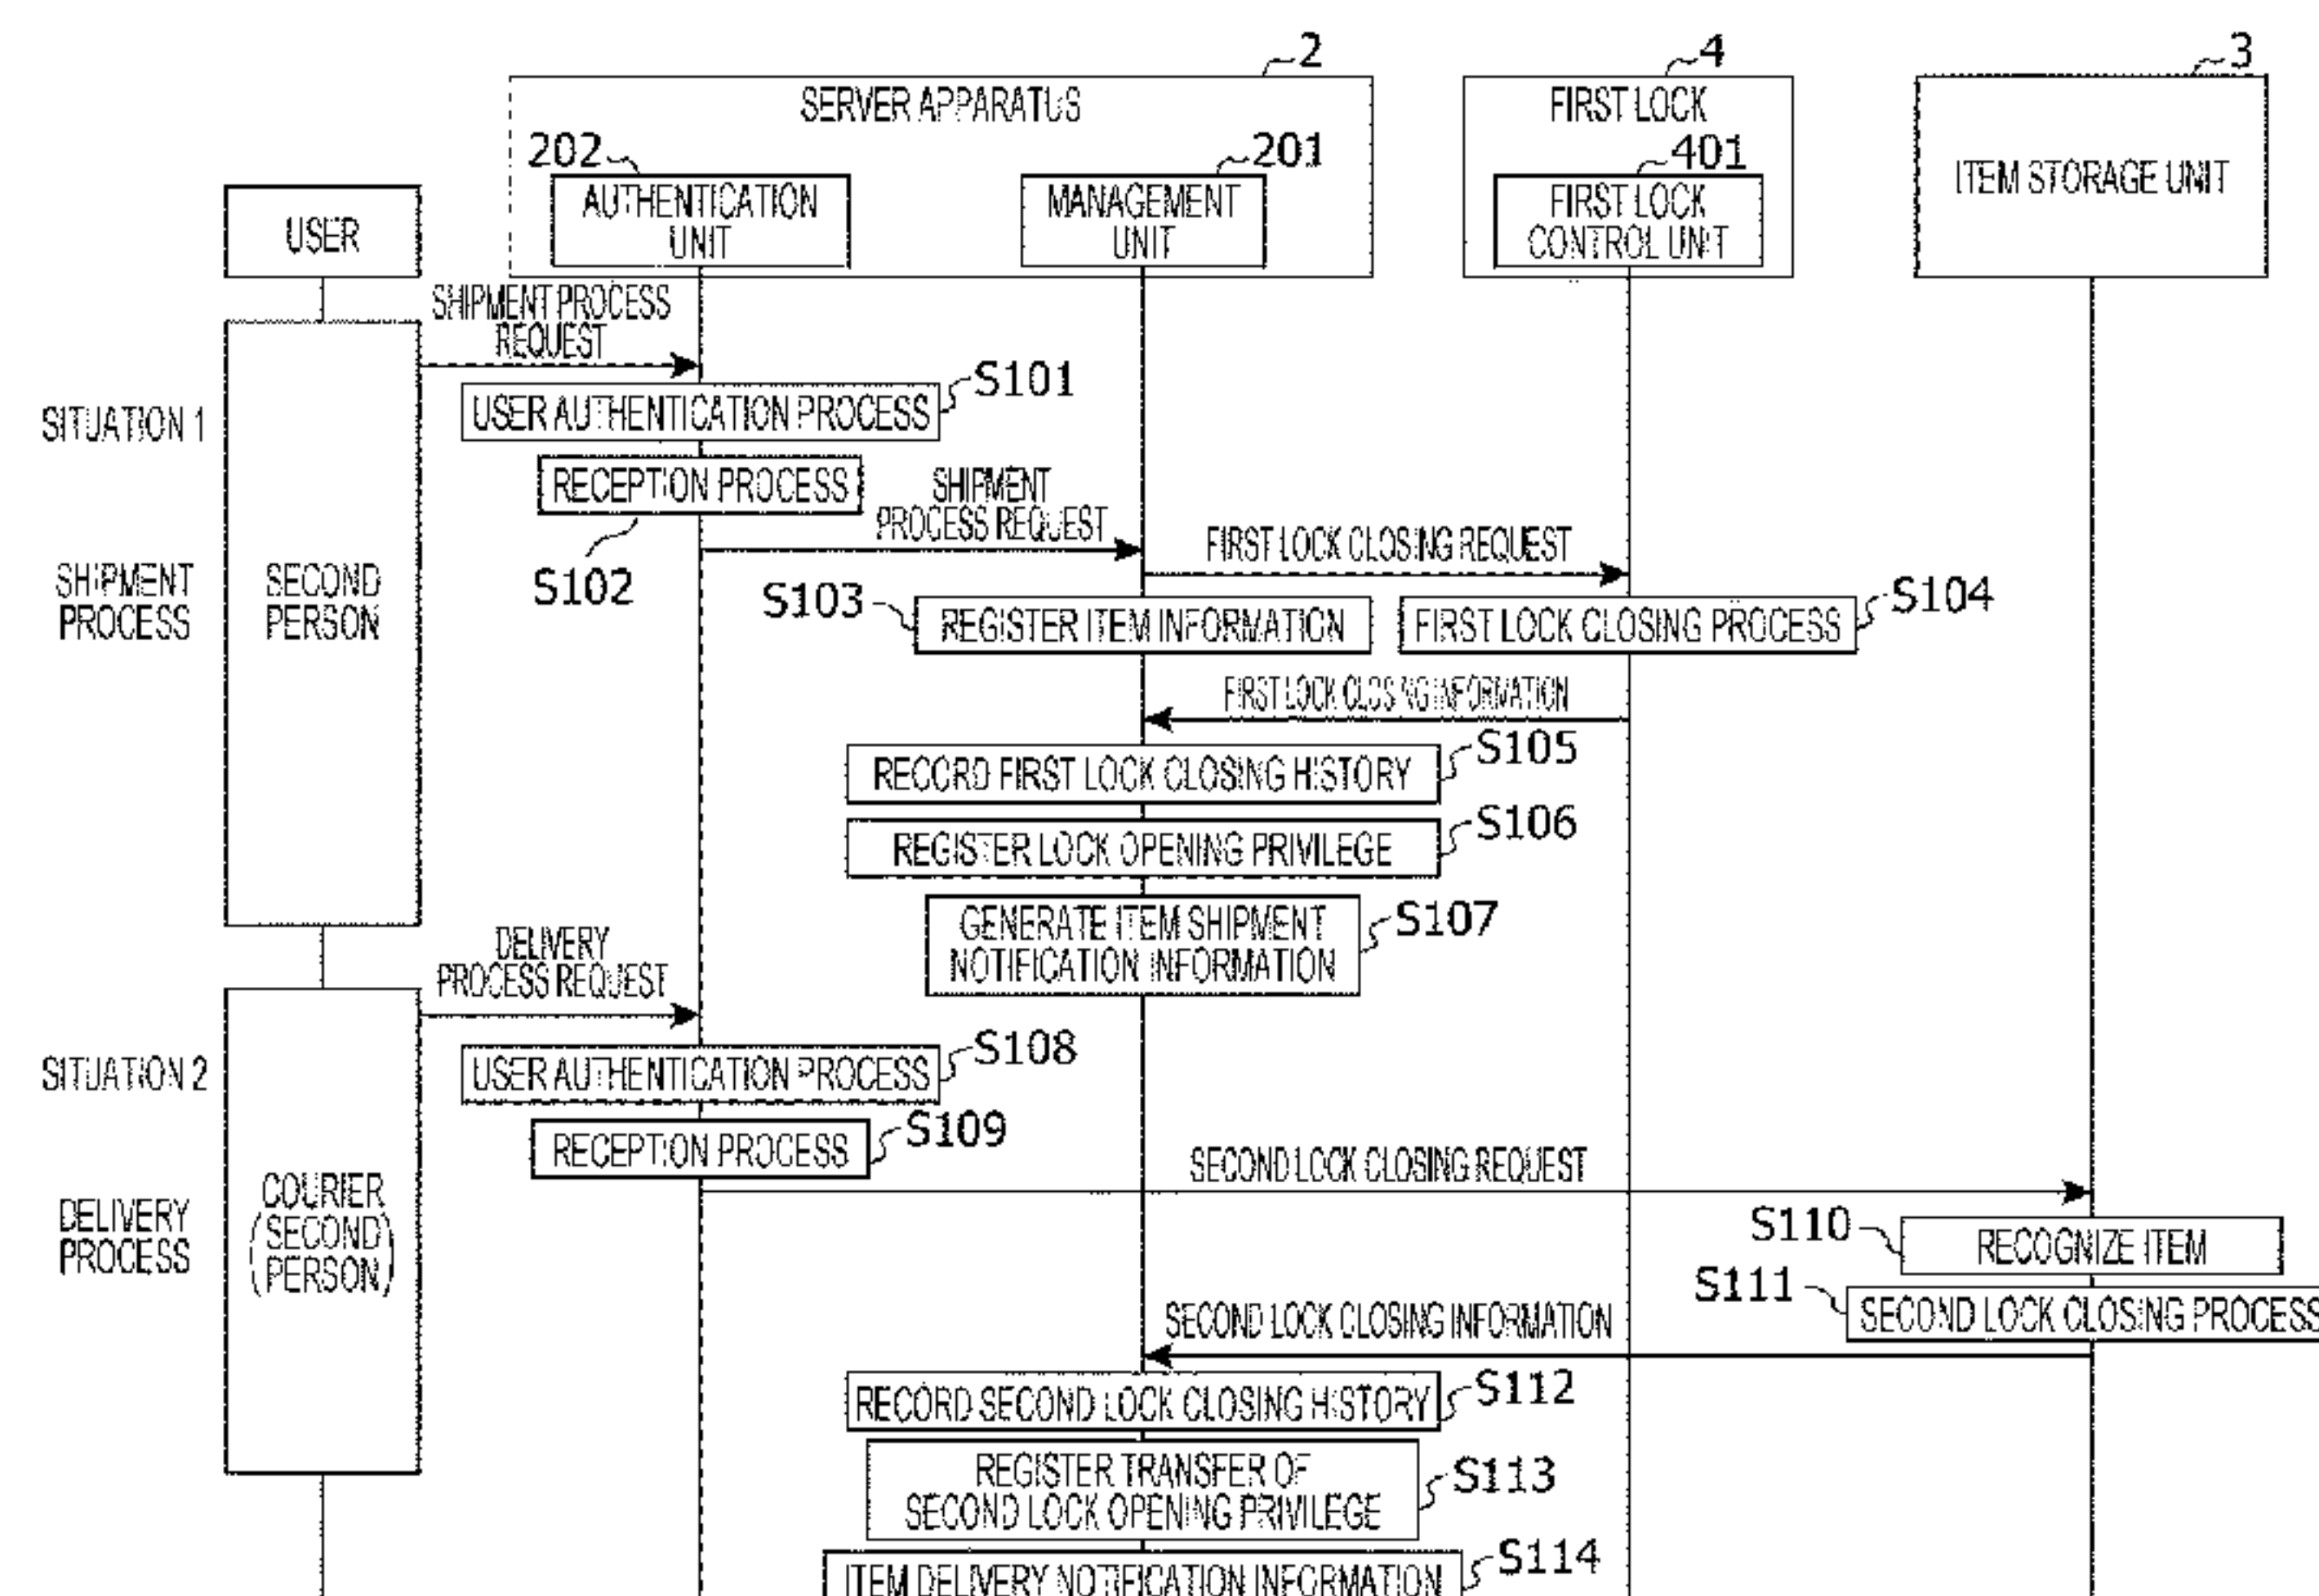 2
4
3
SERVER APPARATUS
FIRST LOCK
202
201
401
ITEM STORAGE UNIT
USER
AUTHENTICATION
UNIT
MANAGEMENT
UNIT
FIRST LOCK
CONTROL UNIT
SHIPMENT PROCESS
REQUEST
SITUATION 1
USER AUTHENTICATION PROCESS
S101
RECEPTION PROCESS
S102
SHIPMENT
PROCESS REQUEST
FIRST LOCK CLOSING REQUEST
SHIPMENT
PROCESS
SECOND
PERSON
S103
REGISTER ITEM INFORMATION
FIRST LOCK CLOSING PROCESS
S104
FIRST LOCK CLOSING INFORMATION
RECORD FIRST LOCK CLOSING HISTORY
S105
REGISTER LOCK OPENING PRIVILEGE
S106
GENERATE ITEM SHIPMENT
NOTIFICATION INFORMATION
S107
DELIVERY
PROCESS REQUEST
SITUATION 2
USER AUTHENTICATION PROCESS
S108
RECEPTION PROCESS
S109
SECOND LOCK CLOSING REQUEST
DELIVERY
PROCESS
COURIER
(SECOND
PERSON)
S110
RECOGNIZE ITEM
S111
SECOND LOCK CLOSING PROCESS
SECOND LOCK CLOSING INFORMATION
RECORD SECOND LOCK CLOSING HISTORY
S112
REGISTER TRANSFER OF
SECOND LOCK OPENING PRIVILEGE
S113
ITEM DELIVERY NOTIFICATION INFORMATION
S114